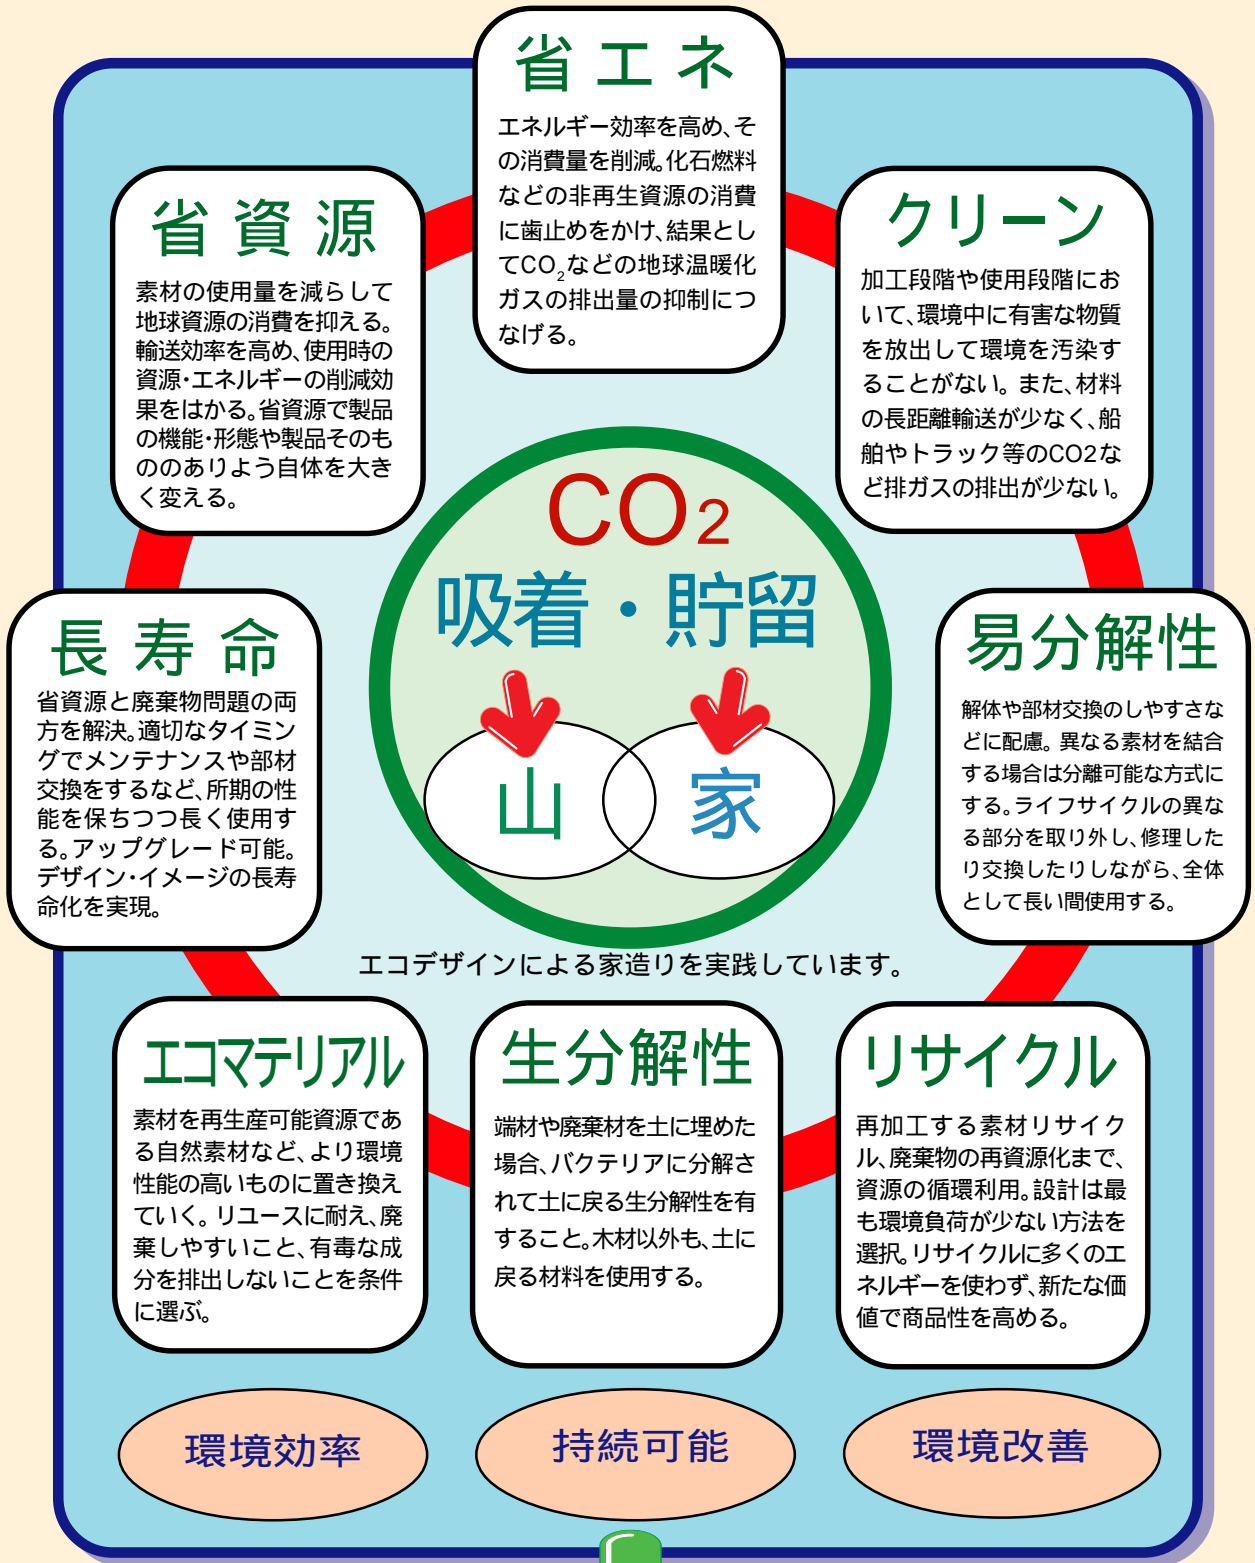 省エネ
エネルギー効率を高め、そ
の消費量を削減。化石燃料
などの非再生資源の消費
に歯止めをかけ、結果とし
てCO2などの地球温暖化
ガスの排出量の抑制につ
なげる。
省資源
素材の使用量を減らして
地球資源の消費を抑える。
輸送効率を高め、使用時の
資源・エネルギーの削減効
果をはかる。省資源で製品
の機能・形態や製品そのも
ののありよう自体を大き
く変える。
クリーン
加工段階や使用段階にお
いて、環境中に有害な物質
を放出して環境を汚染す
ることがない。また、材料
の長距離輸送が少なく、船
舶やトラック等のCO2な
ど排ガスの排出が少ない。
CO2
吸着・貯留
山
家
長寿命
省資源と廃棄物問題の両
方を解決。適切なタイミン
グでメンテナンスや部材
交換をするなど、所期の性
能を保ちつつ長く使用す
る。アップグレード可能。
デザイン・イメージの長寿
命化を実現。
易分解性
解体や部材交換のしやすさな
どに配慮。異なる素材を結合
する場合は分離可能な方式に
する。ライフサイクルの異な
る部分を取り外し、修理した
り交換したりしながら、全体
として長い間使用する。
エコデザインによる家造りを実践しています。
エコマテリアル
素材を再生産可能資源であ
る自然素材など、より環境
性能の高いものに置き換え
ていく。リユースに耐え、廃
棄しやすいこと、有毒な成
分を排出しないことを条件
に選ぶ。
生分解性
端材や廃棄材を土に埋めた
場合、バクテリアに分解さ
れて土に戻る生分解性を有
すること。木材以外も、土に
戻る材料を使用する。
リサイクル
再加工する素材リサイク
ル、廃棄物の再資源化まで、
資源の循環利用。設計は最
も環境負荷が少ない方法を
選択。リサイクルに多くのエ
ネルギーを使わず、新たな価
値で商品性を高める。
環境効率
持続可能
環境改善